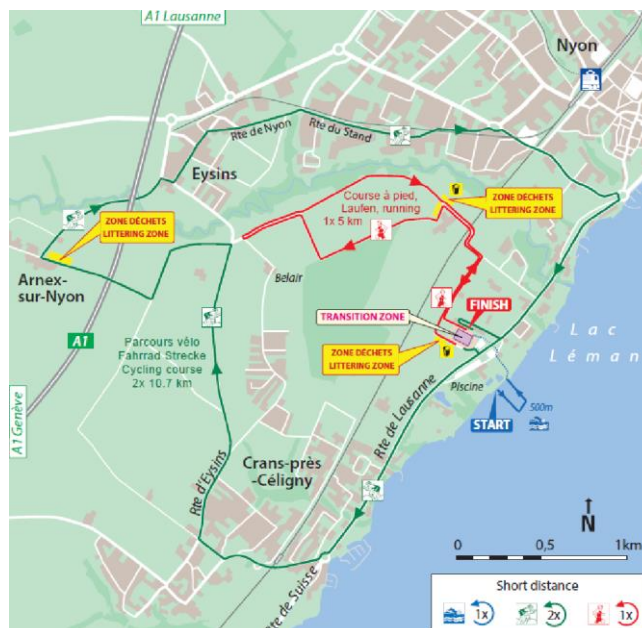 A1 Lausanne
Nyon
Rte de Nyon
Rte du Stand
Eysins
ZONE DÉCHETS
LITTERING ZONE
Course à pied,
Laufen, running
1x 5 km
ZONE DÉCHETS
LITTERING ZONE
Arnex-
sur-Nyon
Belair
FINISH
TRANSITION ZONE
Lac
Léman
A1
Parcours vélo
Fahrrad Strecke
Cycling course
2x 10.7 km
ZONE DÉCHETS
LITTERING ZONE
Piscine
500m
START
A1 Genève
Rte de Lausanne
Rte d'Eysins
Crans-près
-Céligny
N
0 0,5 1km
Rte de Suisse
Short distance
1x 2x 1x